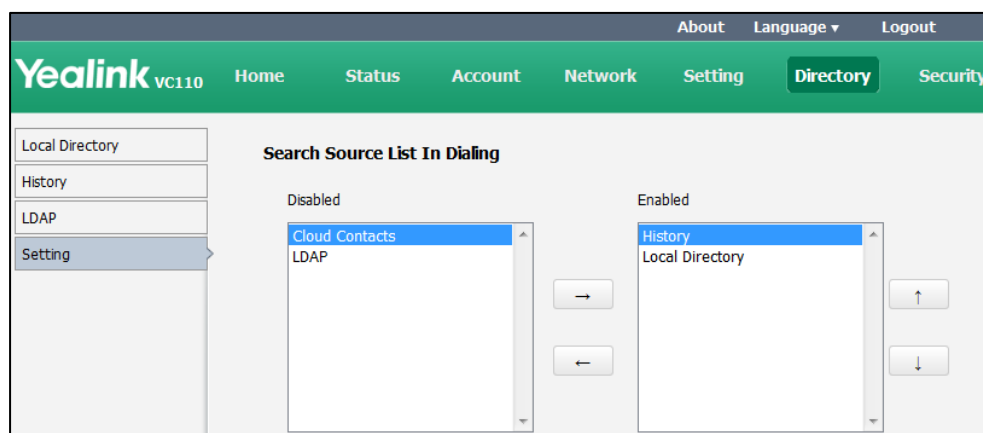 About Language ▾ Logout
Yealink VC110 Home Status Account Network Setting Directory Security
Local Directory
History
LDAP
Setting
Search Source List In Dialing
Disabled
Cloud Contacts
LDAP
→
←
Enabled
History
Local Directory
↑
↓